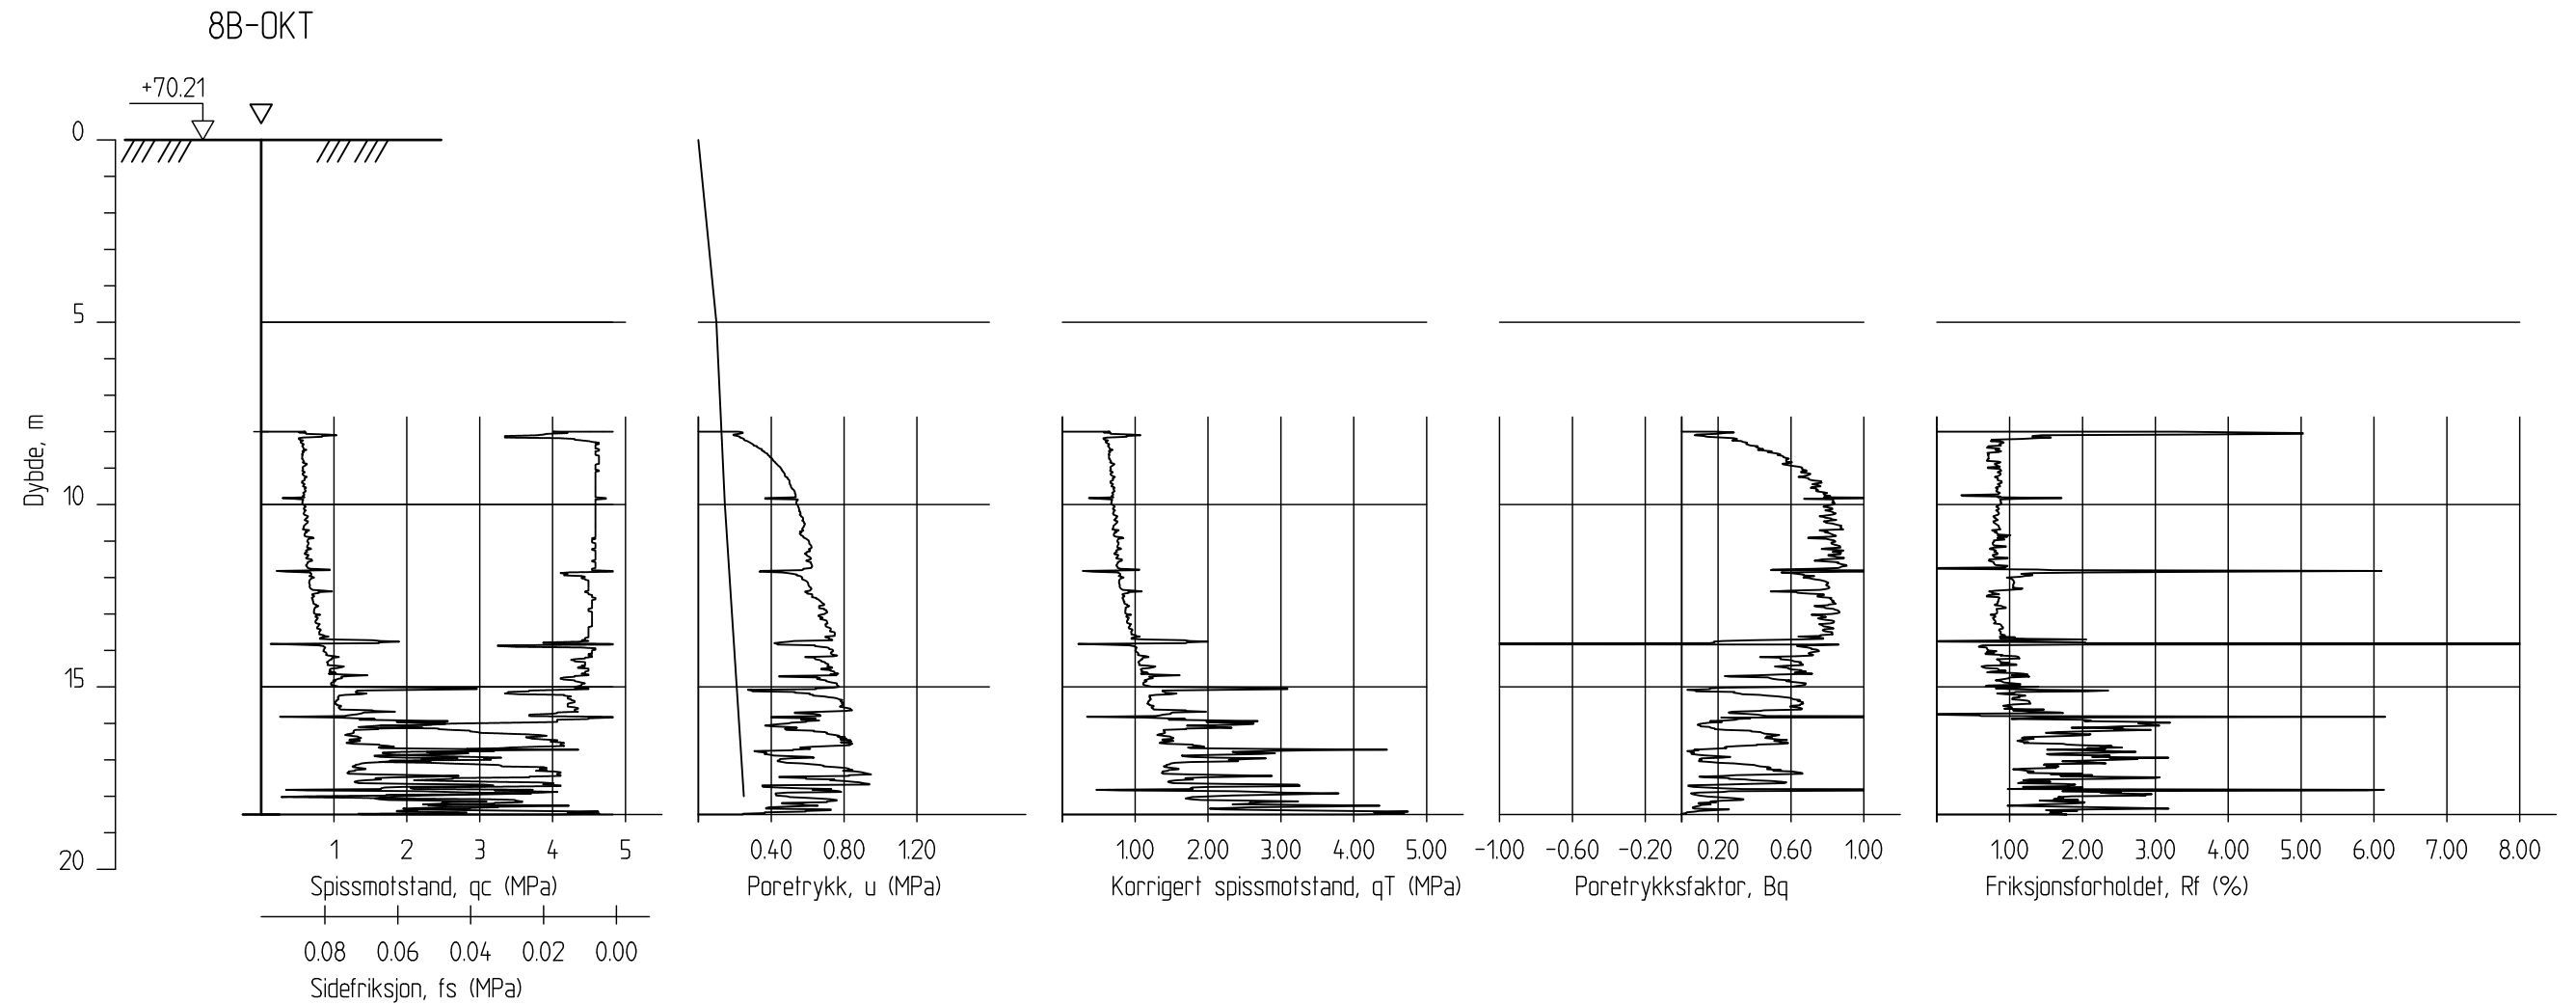 8B-OKT
+70.21
0
5
10
15
20
Dybde, m
1 2 3 4 5
Spissmotstand, qc (MPa)
0.08 0.06 0.04 0.02 0.00
Sidefriksjon, fs (MPa)
0.40 0.80 1.20
Poretrykk, u (MPa)
1.00 2.00 3.00 4.00 5.00
Korrigert spissmotstand, qT (MPa)
-1.00 -0.60 -0.20 0.20 0.60 1.00
Poretrykksfaktor, Bq
1.00 2.00 3.00 4.00 5.00 6.00 7.00 8.00
Friksjonsforholdet, Rf (%)